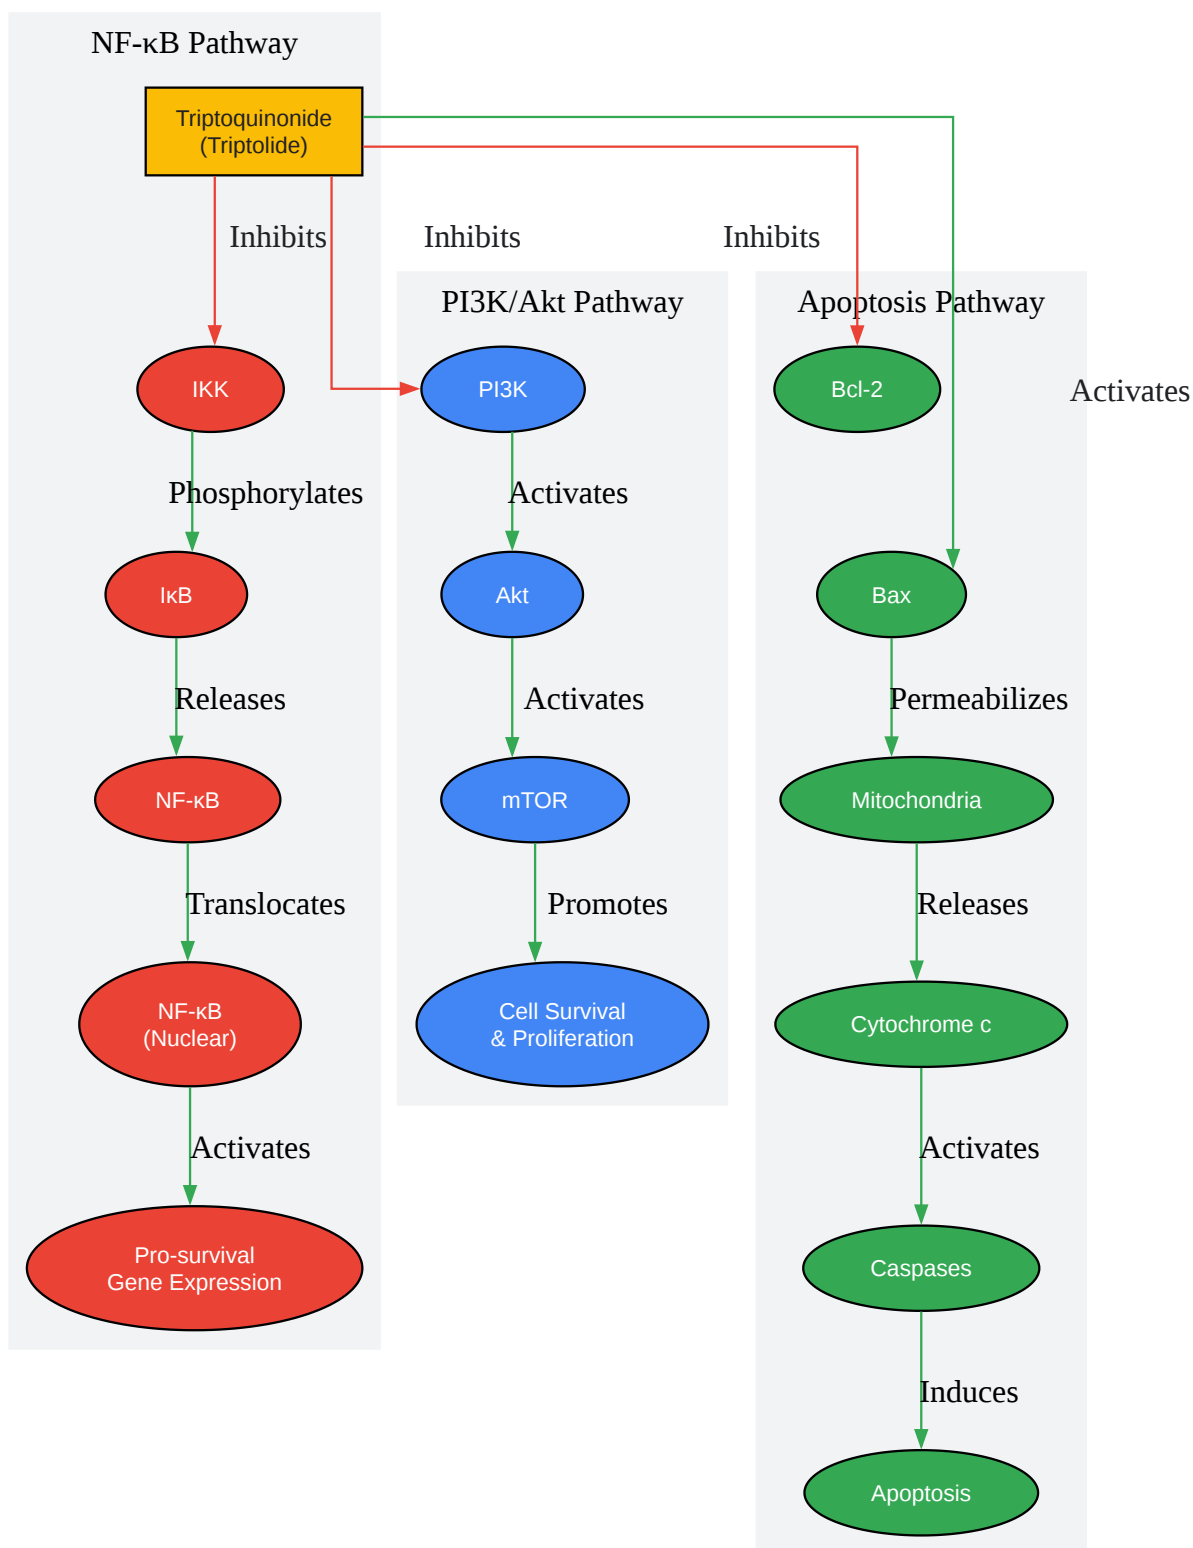 NF-κB Pathway
Triptoquinonide
(Triptolide)
Inhibits
Inhibits
Inhibits
PI3K/Akt Pathway
Apoptosis Pathway
IKK
PI3K
Bcl-2
Activates
Phosphorylates
Activates
IκB
Akt
Bax
Releases
Activates
Permeabilizes
NF-κB
mTOR
Mitochondria
Translocates
Promotes
Releases
NF-κB
(Nuclear)
Cell Survival
& Proliferation
Cytochrome c
Activates
Activates
Pro-survival
Gene Expression
Caspases
Induces
Apoptosis